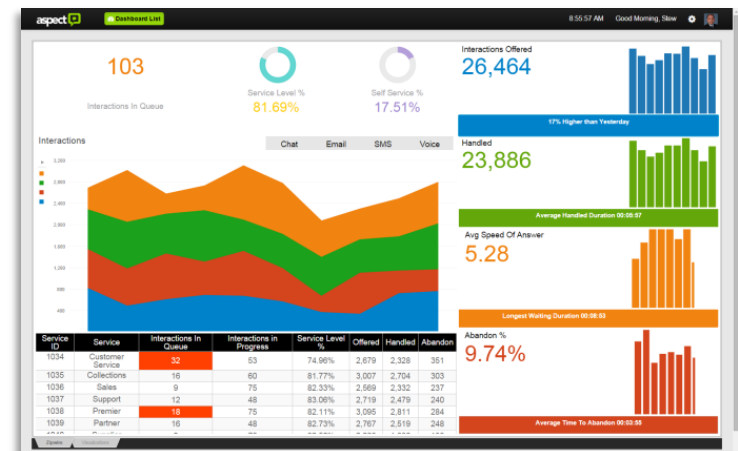 aspect
Dashboard List
8:55:57 AM
Good Morning, Stew
103
Interactions In Queue
Service Level %
81.69%
Self Service %
17.51%
Interactions Offered
26,464
17% Higher than Yesterday
Interactions
Chat Email SMS Voice
Handled
23,886
Average Handled Duration 00:05:57
Avg Speed Of Answer
5.28
Longest Waiting Duration 00:08:53
Abandon %
9.74%
Average Time To Abandon 00:03:58
3,200
2,800
2,400
1,600
1,200
800
400
Service ID Service Interactions In Queue Interactions in Progress Service Level % Offered Handled Abandon
1034 Customer Service 32 53 74.96% 2,679 2,328 351
1035 Collections 16 60 81.77% 3,007 2,704 303
1036 Sales 9 75 82.33% 2,569 2,332 237
1037 Support 12 48 83.06% 2,719 2,479 240
1038 Premier 18 75 82.11% 3,095 2,811 284
1039 Partner 16 48 82.73% 2,767 2,519 248